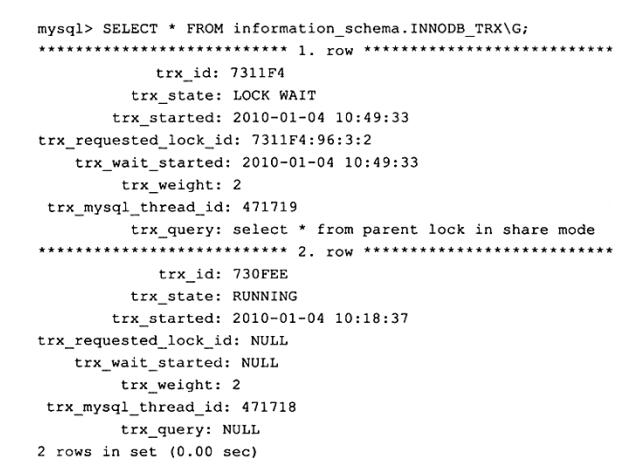 mysql> SELECT * FROM information_schema.INNODB_TRX\G;
*************************** 1. row ***************************
trx_id: 7311F4
trx_state: LOCK WAIT
trx_started: 2010-01-04 10:49:33
trx_requested_lock_id: 7311F4:96:3:2
trx_wait_started: 2010-01-04 10:49:33
trx_weight: 2
trx_mysql_thread_id: 471719
trx_query: select * from parent lock in share mode
*************************** 2. row ***************************
trx_id: 730FEE
trx_state: RUNNING
trx_started: 2010-01-04 10:18:37
trx_requested_lock_id: NULL
trx_wait_started: NULL
trx_weight: 2
trx_mysql_thread_id: 471718
trx_query: NULL
2 rows in set (0.00 sec)